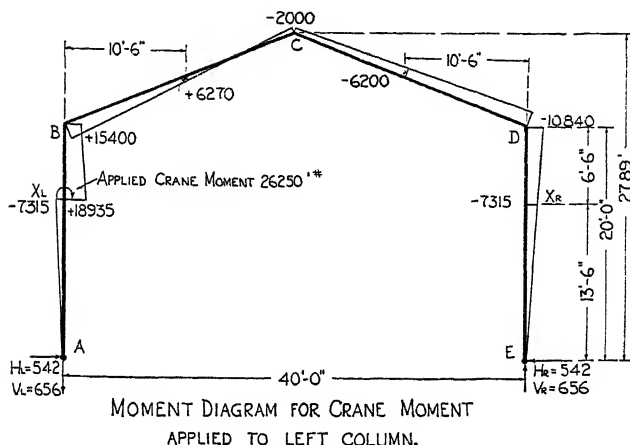 -2000
C
10'-6"
10'-6"
+6270
-6200
B
+15400
D
-10840
APPLIED CRANE MOMENT 26250'#
XL
-7315
+18935
-7315
XR
6'-6"
20'-0"
27.89'
13'-6"
A
E
HL=542
VL=656
40'-0"
HR=542
VR=656
MOMENT DIAGRAM FOR CRANE MOMENT
APPLIED TO LEFT COLUMN.